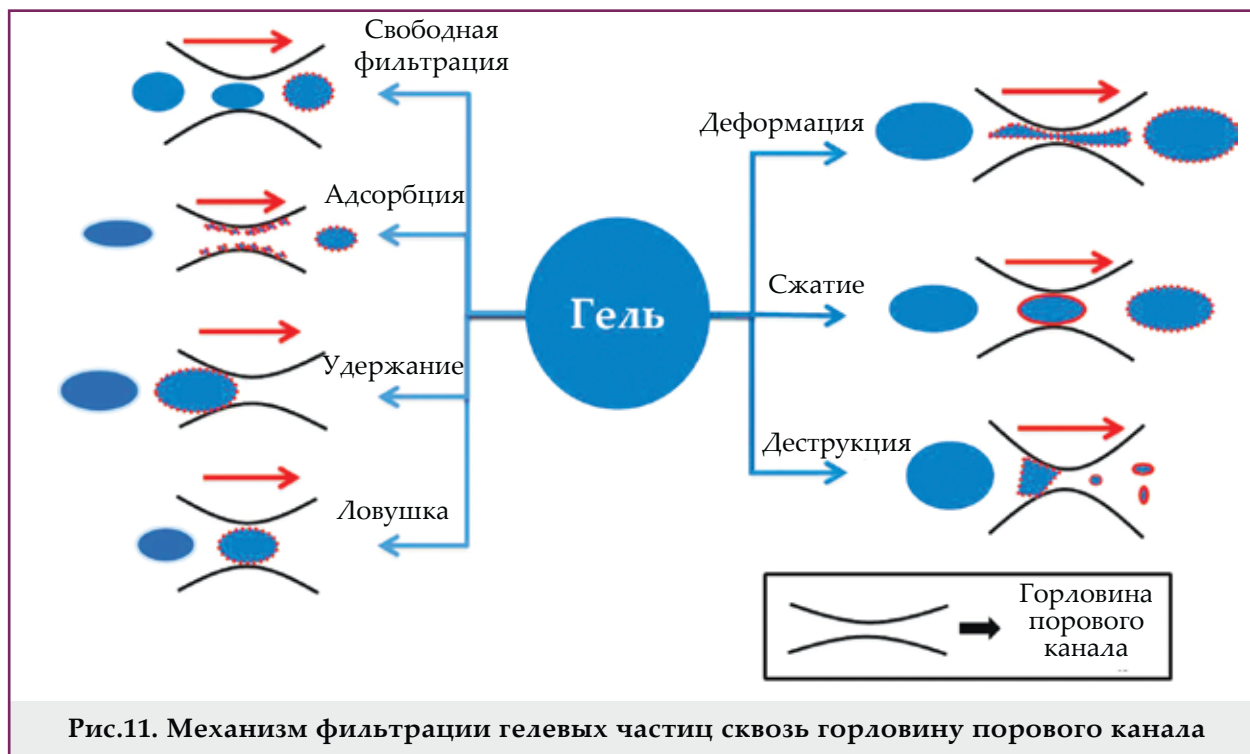 Свободная
фильтрация
Адсорбция
Удержание
Ловушка
Гель
Деформация
Сжатие
Деструкция
Горловина
порового
канала
Рис.11. Механизм фильтрации гелевых частиц сквозь горловину порового канала